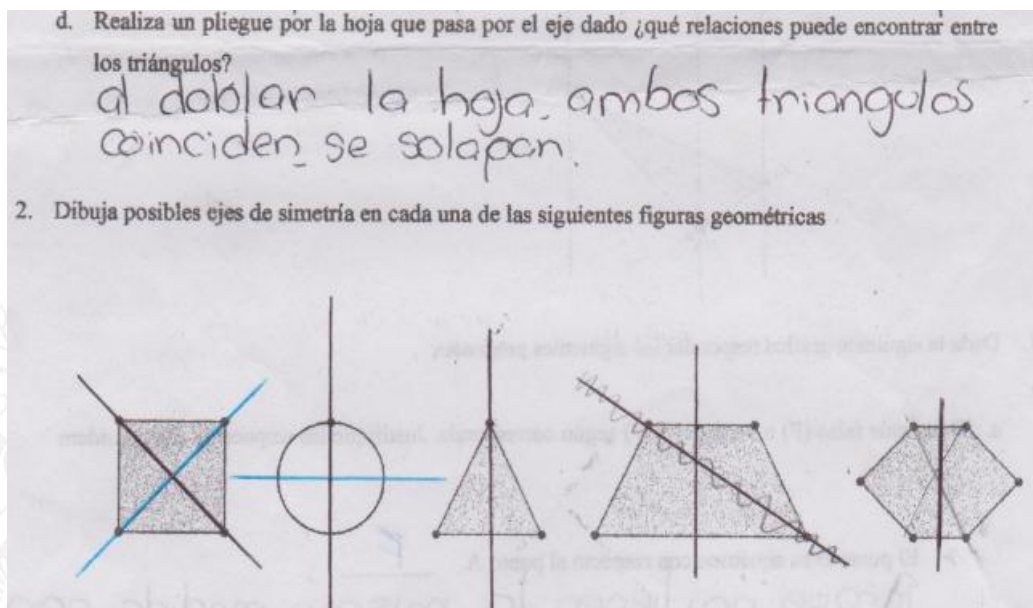 d. Realiza un pliegue por la hoja que pasa por el eje dado ¿qué relaciones puede encontrar entre
los triángulos?
al doblar la hoja, ambos triangulos
coinciden, se solapan.
2. Dibuja posibles ejes de simetría en cada una de las siguientes figuras geométricas